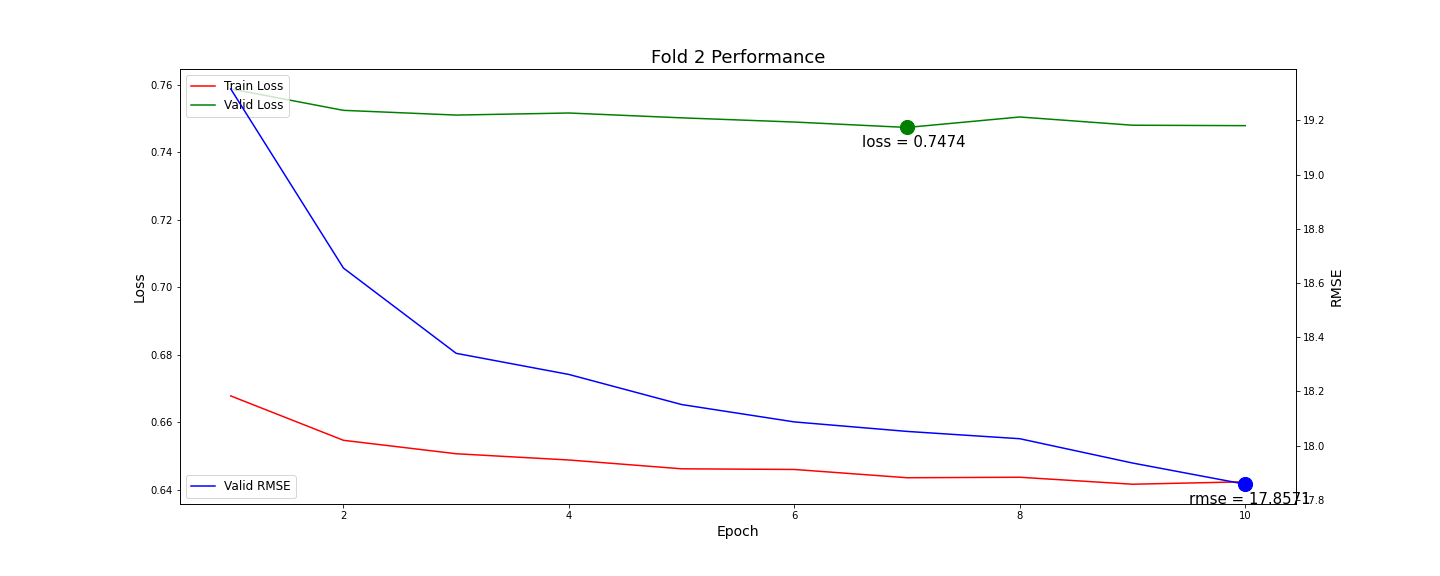 Fold 2 Performance
Train Loss
Valid Loss
Valid RMSE
0.76
0.74
0.72
0.70
0.68
0.66
0.64
Loss
19.2
19.0
18.8
18.6
18.4
18.2
18.0
17.8
RMSE
loss = 0.7474
rmse = 17.8571
2
4
6
8
10
Epoch